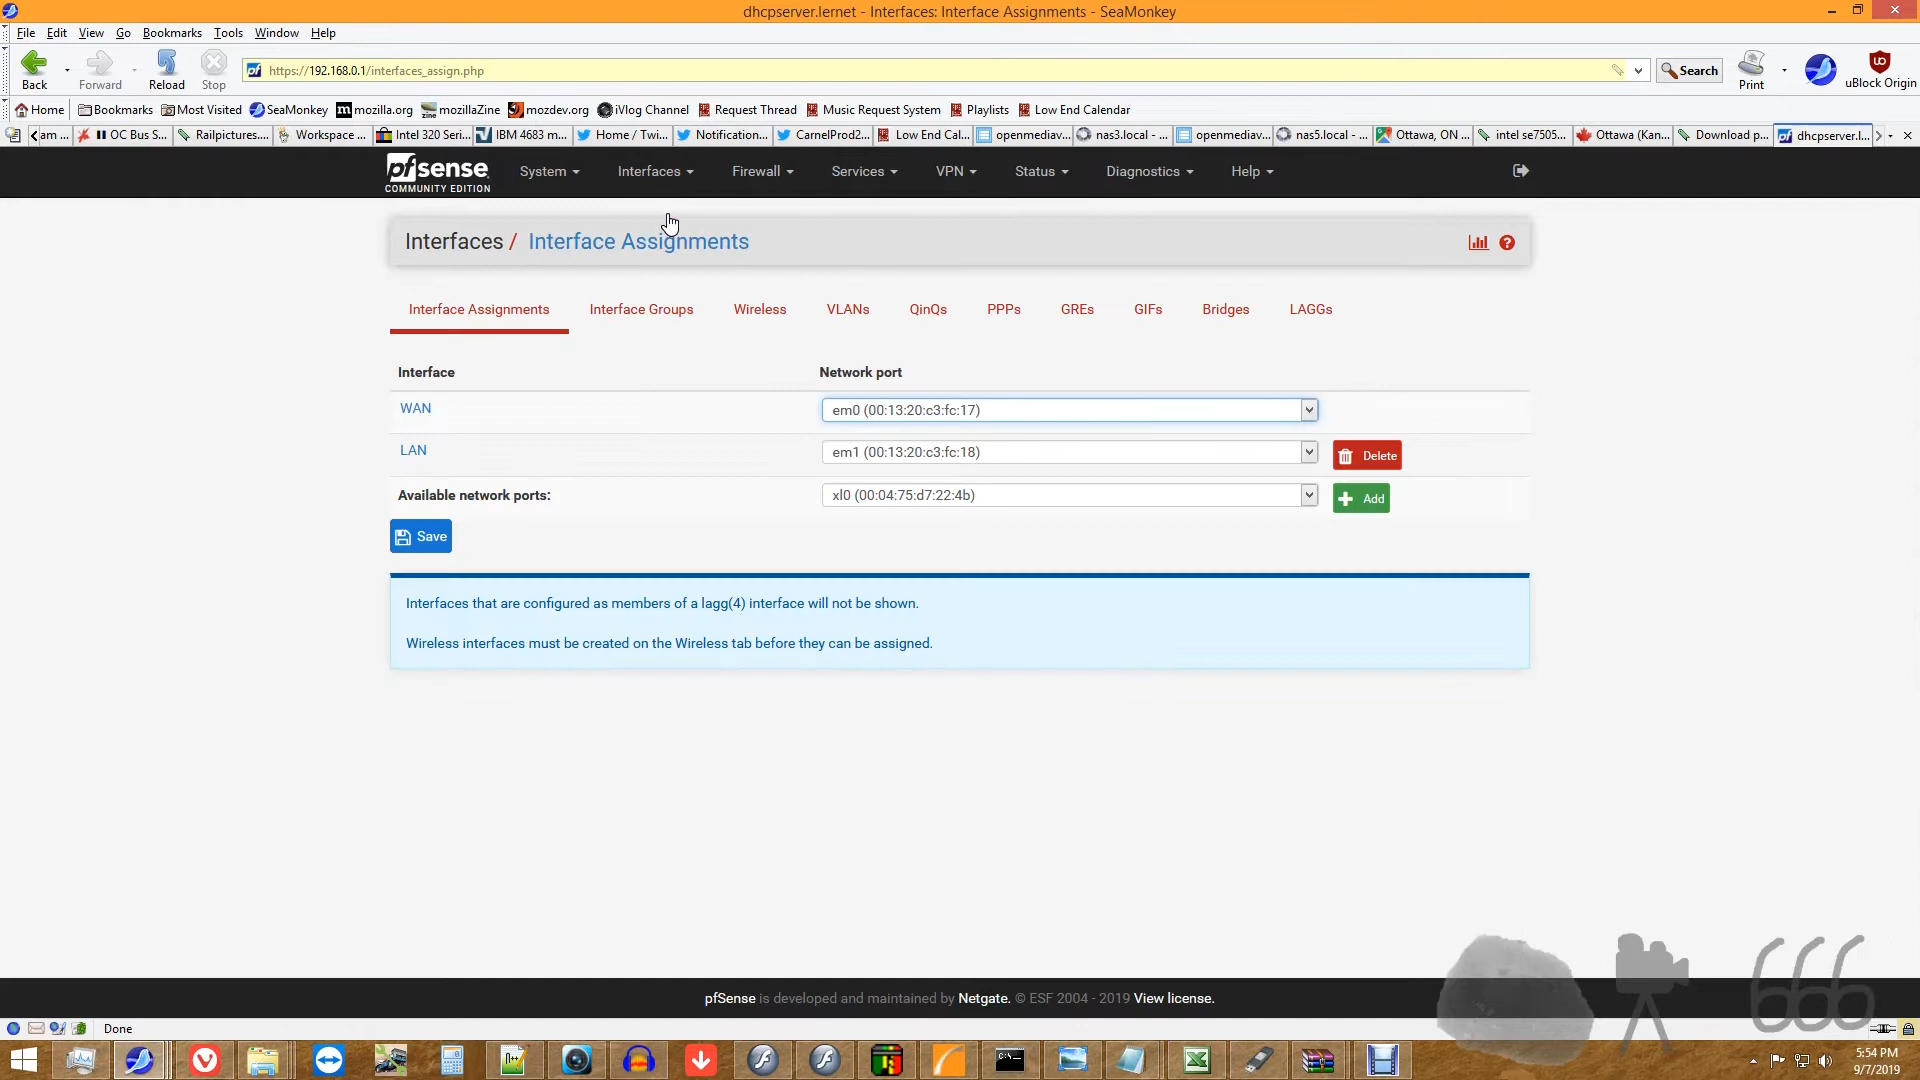 dhcpserver.lernet - Interfaces: Interface Assignments - SeaMonkey
File Edit View Go Bookmarks Tools Window Help
Back Forward Reload Stop https://192.168.0.1/interfaces_assign.php Search Print uBlock Origin
Home Bookmarks Most Visited SeaMonkey mozilla.org mozillaZine mozdev.org iVlog Channel Request Thread Music Request System Playlists Low End Calendar
am ... OC Bus S... Railpictures.... Workspace ... Intel 320 Seri... IBM 4683 m... Home / Twi... Notification... CarnelProd2... Low End Cal... openmediav... nas3.local - ... openmediav... nas5.local - ... Ottawa, ON ... intel se7505... Ottawa (Kan... Download p... dhcpserver.l...
pfsense
COMMUNITY EDITION
System Interfaces Firewall Services VPN Status Diagnostics Help
Interfaces / Interface Assignments
Interface Assignments Interface Groups Wireless VLANs QinQs PPPs GREs GIFs Bridges LAGGs
Interface Network port
WAN em0 (00:13:20:c3:fc:17)
LAN em1 (00:13:20:c3:fc:18) Delete
Available network ports: xl0 (00:04:75:d7:22:4b) Add
Save
Interfaces that are configured as members of a lagg(4) interface will not be shown.
Wireless interfaces must be created on the Wireless tab before they can be assigned.
pfSense is developed and maintained by Netgate. © ESF 2004 - 2019 View license.
666
Done
5:54 PM
9/7/2019